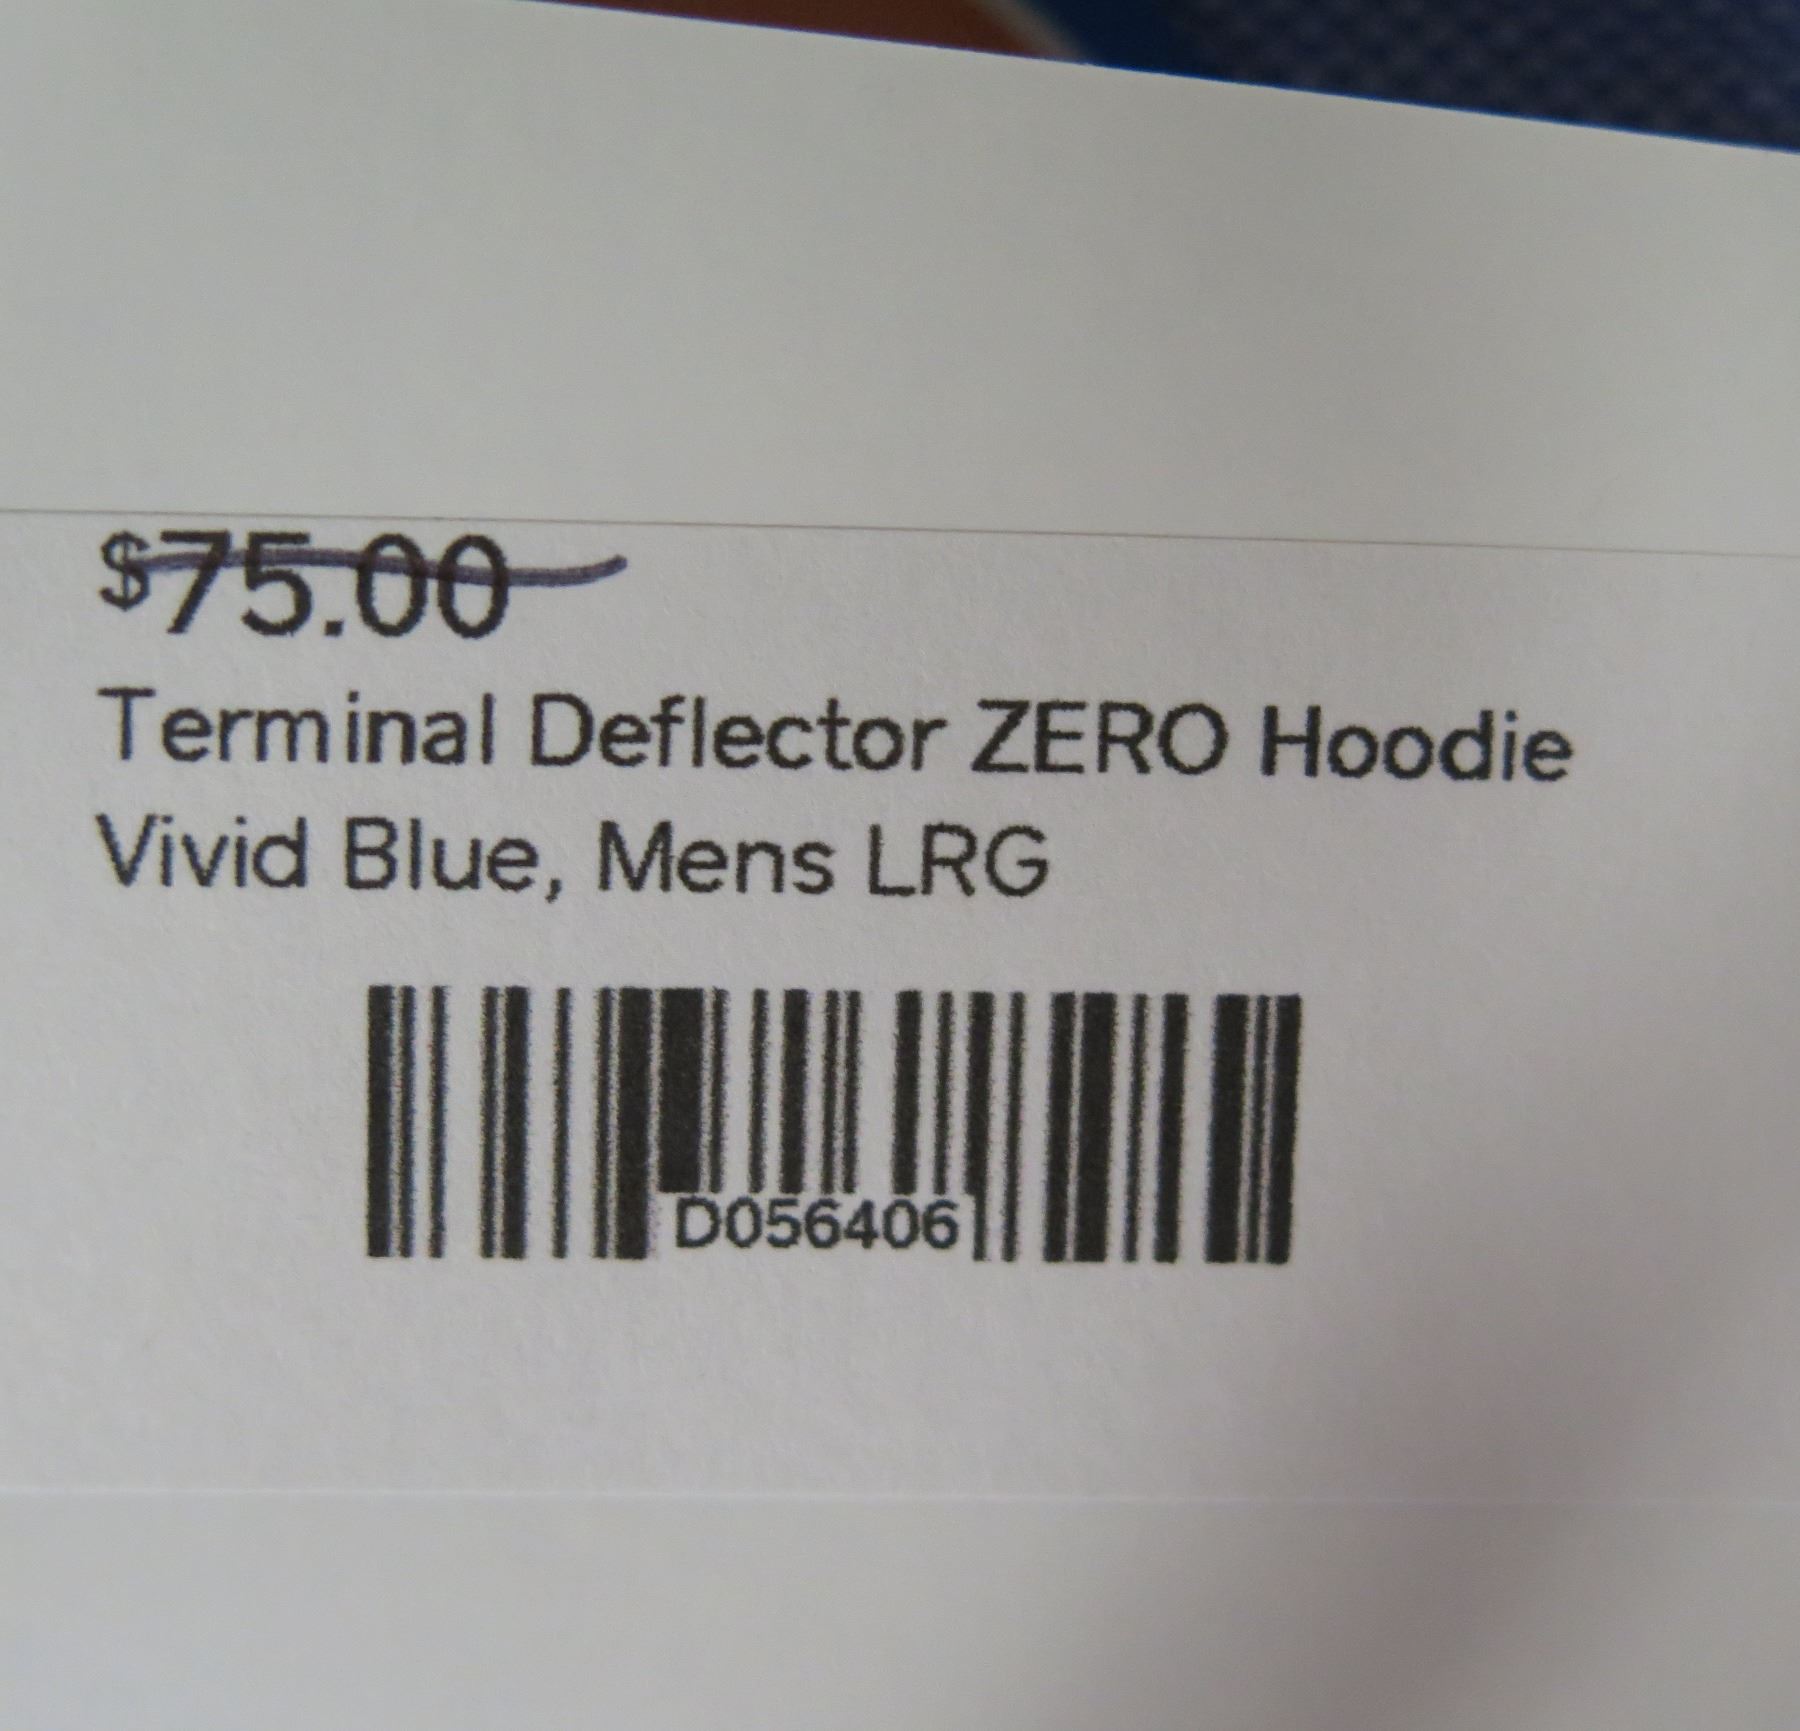 $75.00
Terminal Deflector ZERO Hoodie
Vivid Blue, Mens LRG
D056406